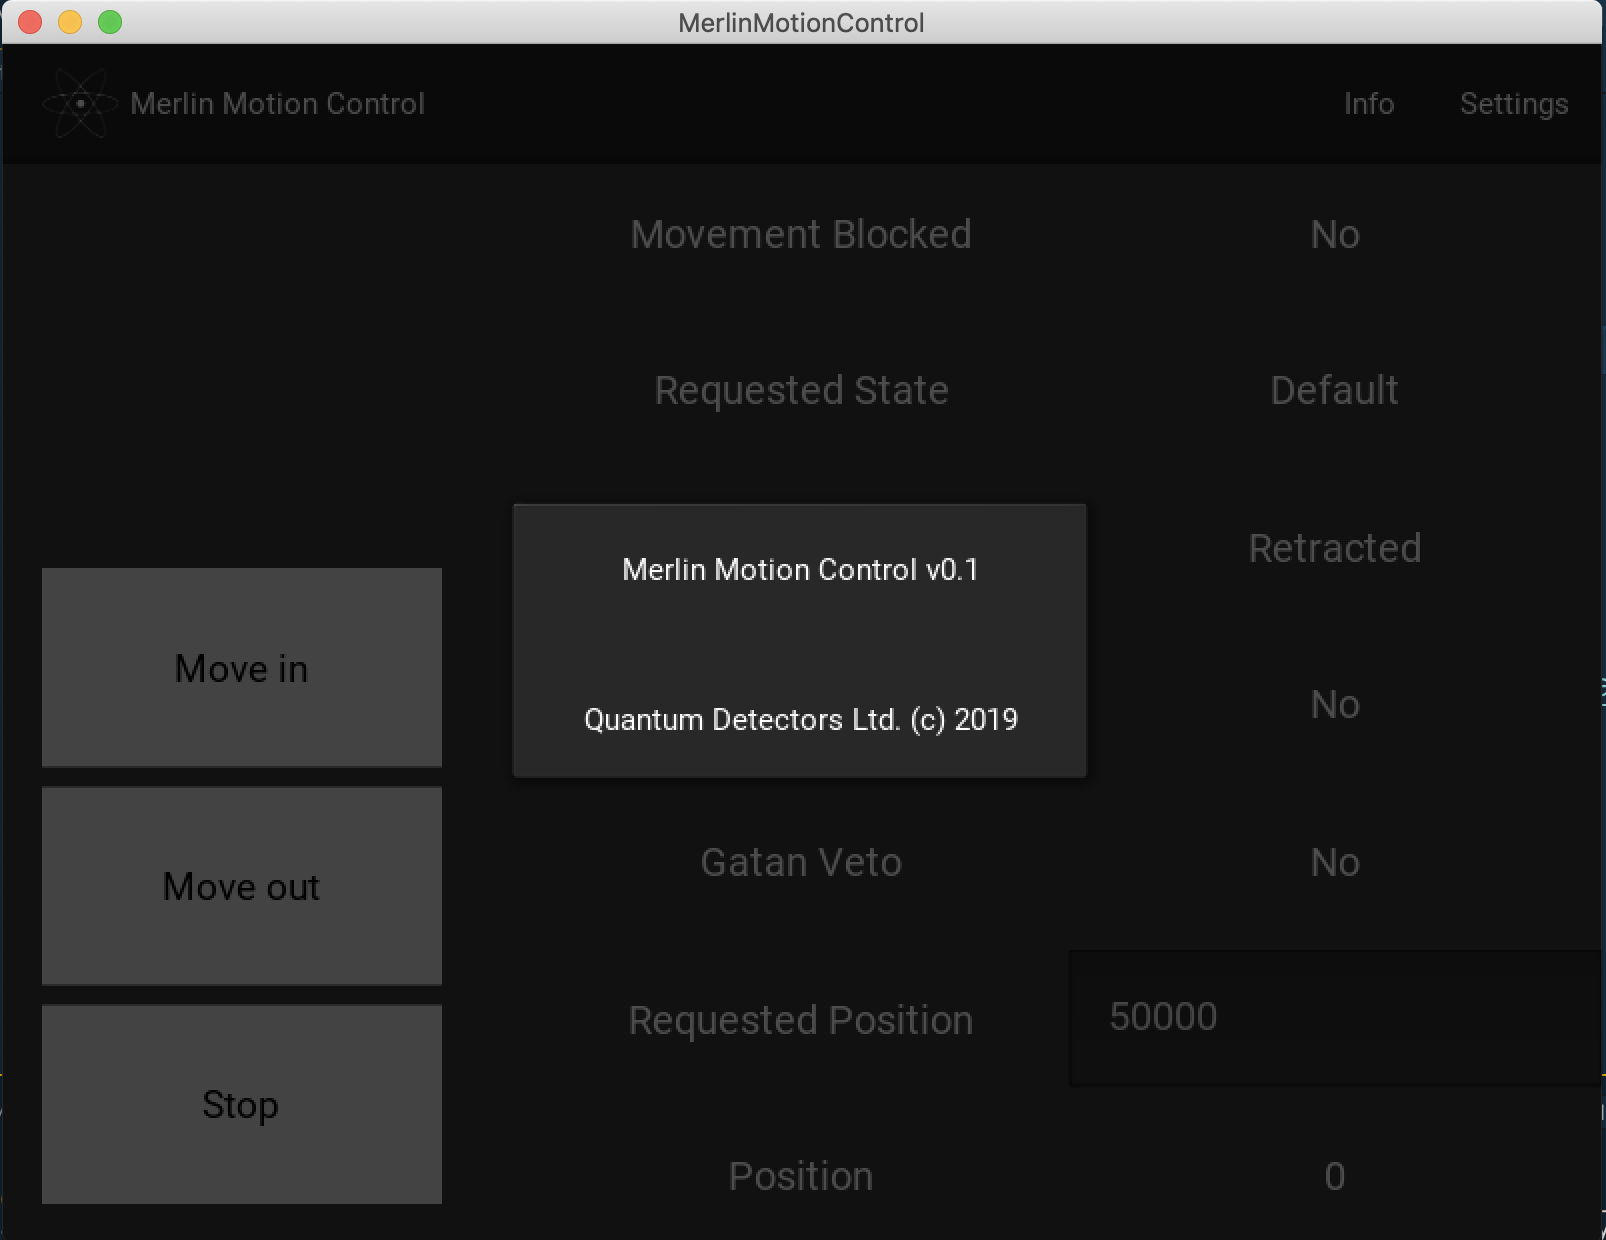 MerlinMotionControl
Merlin Motion Control
Info
Settings
Movement Blocked
No
Requested State
Default
Retracted
Merlin Motion Control v0.1
Quantum Detectors Ltd. (c) 2019
No
Gatan Veto
No
Requested Position
50000
Position
0
Move in
Move out
Stop